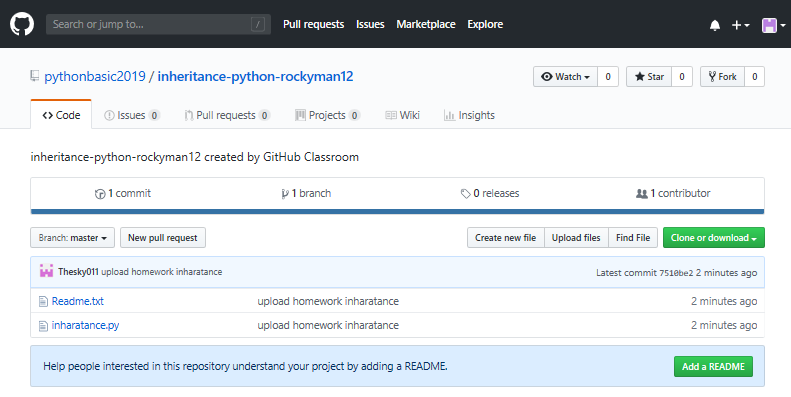 Search or jump to... / Pull requests Issues Marketplace Explore
pythonbasic2019 / inheritance-python-rockyman12 Watch 0 Star 0 Fork 0
Code Issues 0 Pull requests 0 Projects 0 Wiki Insights
inheritance-python-rockyman12 created by GitHub Classroom
1 commit 1 branch 0 releases 1 contributor
Branch: master New pull request Create new file Upload files Find File Clone or download
Thesky011 upload homework inharatance Latest commit 7510be2 2 minutes ago
Readme.txt upload homework inharatance 2 minutes ago
inharatance.py upload homework inharatance 2 minutes ago
Help people interested in this repository understand your project by adding a README. Add a README